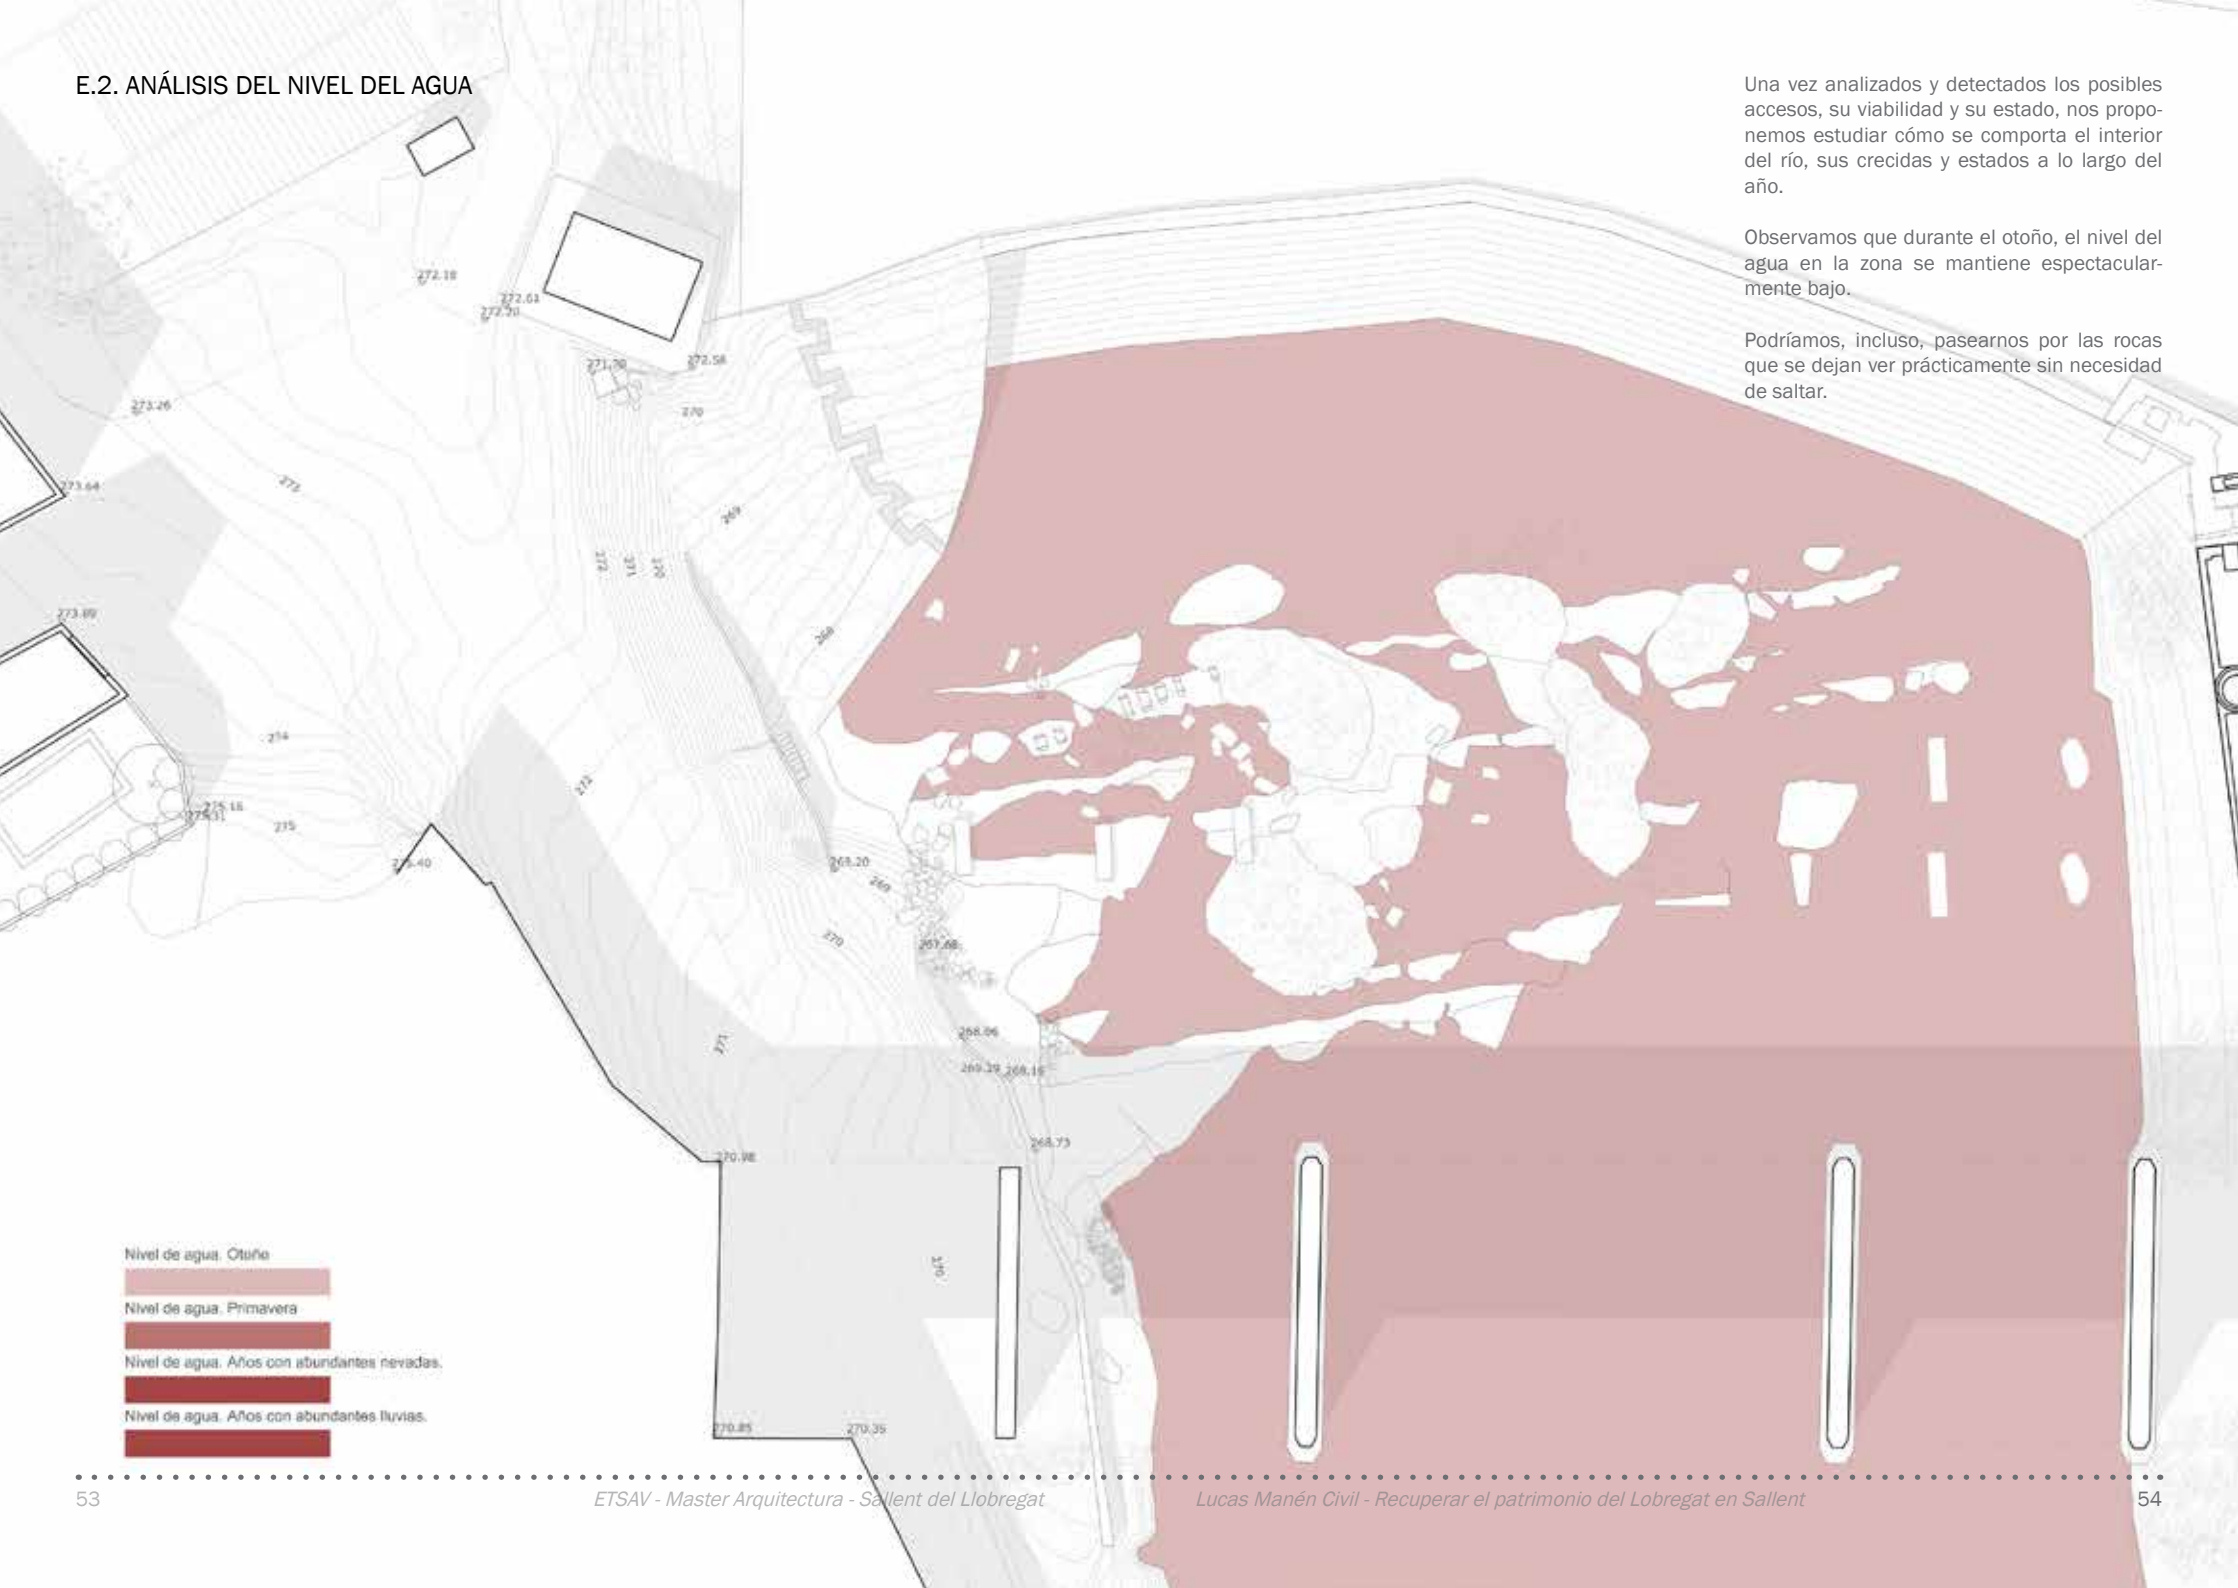 E.2. ANÁLISIS DEL NIVEL DEL AGUA
Una vez analizados y detectados los posibles
accesos, su viabilidad y su estado, nos propo-
nemos estudiar cómo se comporta el interior
del río, sus crecidas y estados a lo largo del
año.
Observamos que durante el otoño, el nivel del
agua en la zona se mantiene espectacular-
mente bajo.
Podríamos, incluso, pasearnos por las rocas
que se dejan ver prácticamente sin necesidad
de saltar.
272.18
272.61
272.20
272.58
273.26
270
273.64
273
269
272
271
270
273.89
268
274
272
275.16
275
269.20
269
270
267.68
268.06
271
269.29 268.16
268.73
270.98
270
270.85
270.35
Nivel de agua. Otoño
Nivel de agua. Primavera
Nivel de agua. Años con abundantes nevadas.
Nivel de agua. Años con abundantes lluvias.
53
ETSAV - Master Arquitectura - Sallent del Llobregat
Lucas Manén Civil - Recuperar el patrimonio del Lobregat en Sallent
54